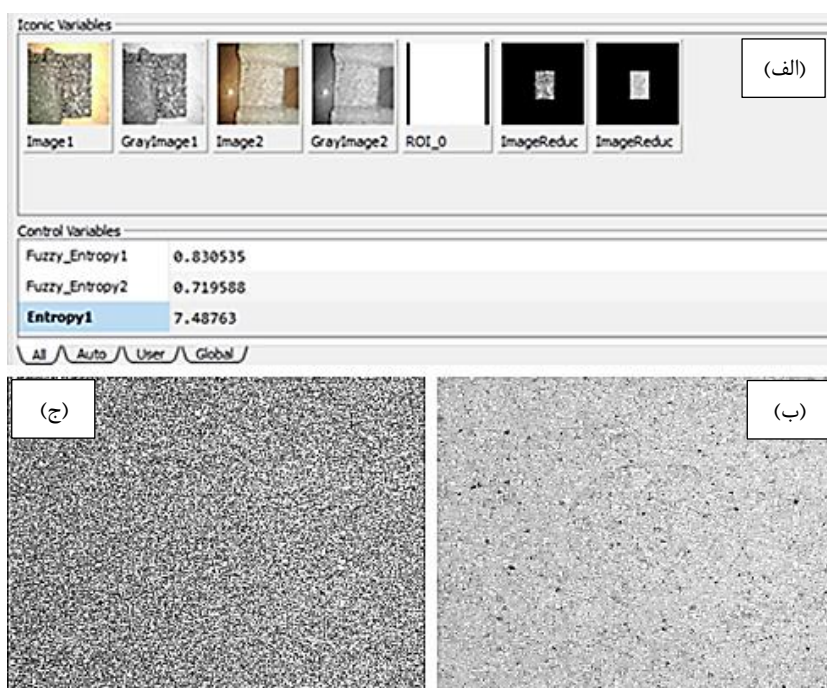 Iconic Variables
(الف)
Image1 GrayImage1 Image2 GrayImage2 ROI_0 ImageReduc ImageReduc
Control Variables
Fuzzy_Entropy1 0.830535
Fuzzy_Entropy2 0.719588
Entropy1 7.48763
All Auto User Global
(ب)
(ج)